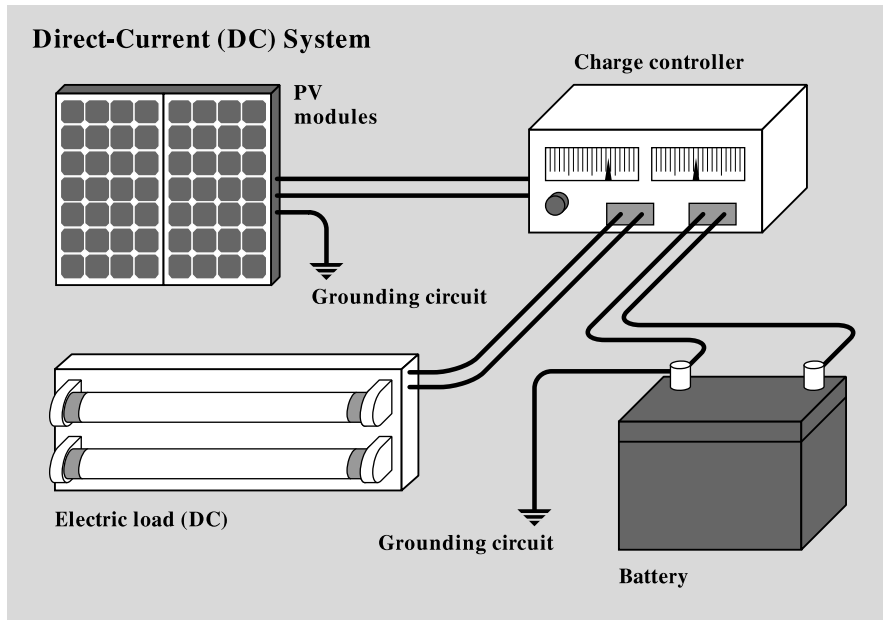 Direct-Current (DC) System
Charge controller
PV
modules
Grounding circuit
Electric load (DC)
Grounding circuit
Battery